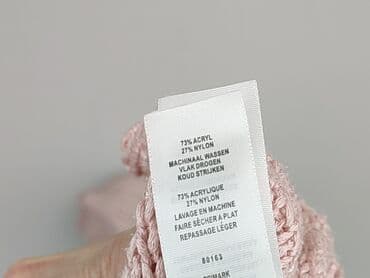 73% ACRYL
27% NYLON
MACHINAAL WASSEN
VLAK DROGEN
KOUD STRIJKEN
73% ACRYLIQUE
27% NYLON
LAVAGE EN MACHINE
FAIRE SÉCHER A PLAT
REPASSAGE LÉGER
80163